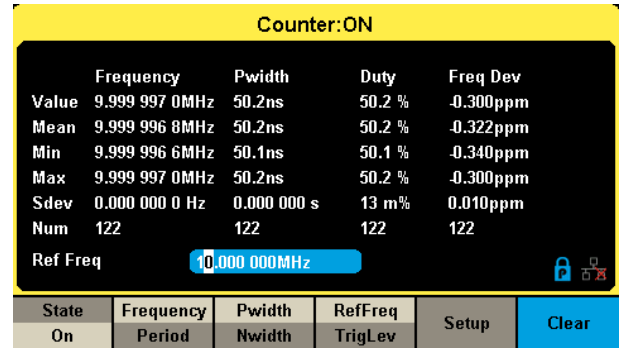 Counter:ON
Frequency Pwidth Duty Freq Dev
Value 9.999 997 0MHz 50.2ns 50.2 % -0.300ppm
Mean 9.999 996 8MHz 50.2ns 50.2 % -0.322ppm
Min 9.999 996 6MHz 50.1ns 50.1 % -0.340ppm
Max 9.999 997 0MHz 50.2ns 50.2 % -0.300ppm
Sdev 0.000 000 0 Hz 0.000 000 s 13 m% 0.010ppm
Num 122 122 122 122
Ref Freq 10.000 000MHz
State Frequency Pwidth RefFreq Setup Clear
On Period Nwidth TrigLev